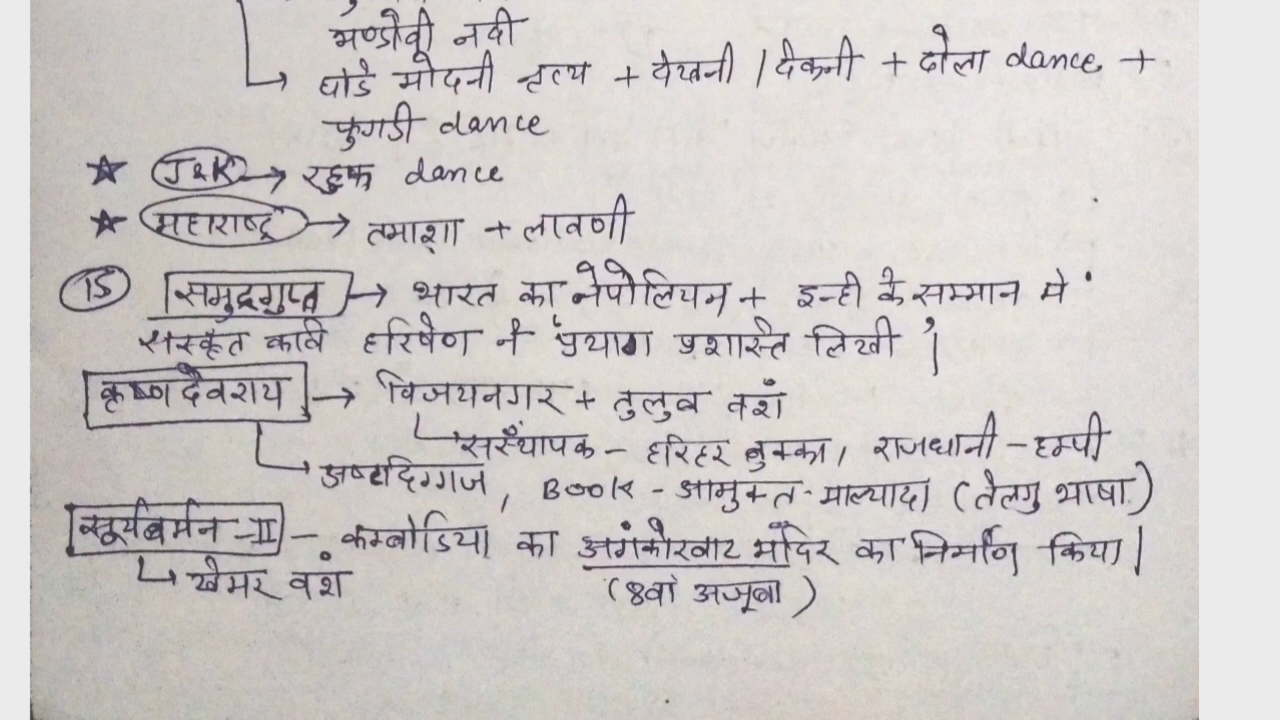 मण्डोवी नदी
घोडे मोदनी नृत्य + देखनी / देकनी + ढोला dance +
फुगडी dance
☆ J&K → रहुफ dance
☆ महाराष्ट्र → तमाशा + लावणी
15 समुद्रगुप्त → भारत का नेपोलियन + इन्ही के सम्मान मे
संस्कृत कवि हरिषेण ने प्रयाग प्रशस्ति लिखी |
कृष्णदेवराय → विजयनगर + तुलुव वंश
संस्थापक - हरिहर बुक्का, राजधानी - हम्पी
अष्टदिग्गज, Book - आमुक्त-माल्यादा (तेलगु भाषा)
सूर्यबर्मन-II - कम्बोडिया का अंगकोरवाट मंदिर का निर्माण किया |
खेमर वंश (8वां अजूबा)